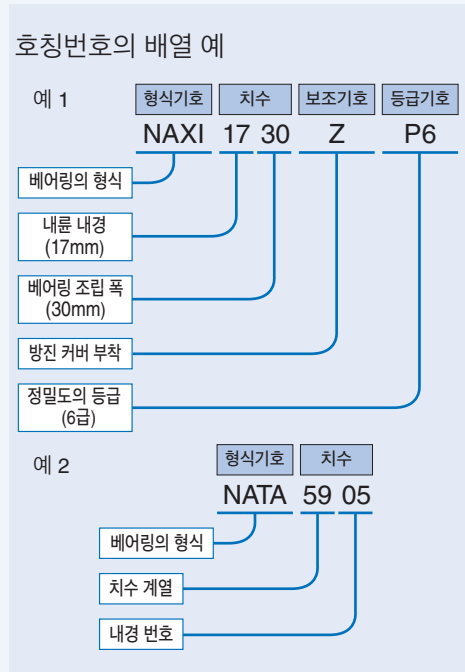 호칭번호의 배열 예
예 1
형식기호 치수 보조기호 등급기호
NAXI 17 30 Z P6
베어링의 형식
내륜 내경
(17mm)
베어링 조립 폭
(30mm)
방진 커버 부착
정밀도의 등급
(6급)
예 2
형식기호 치수
NATA 59 05
베어링의 형식
치수 계열
내경 번호